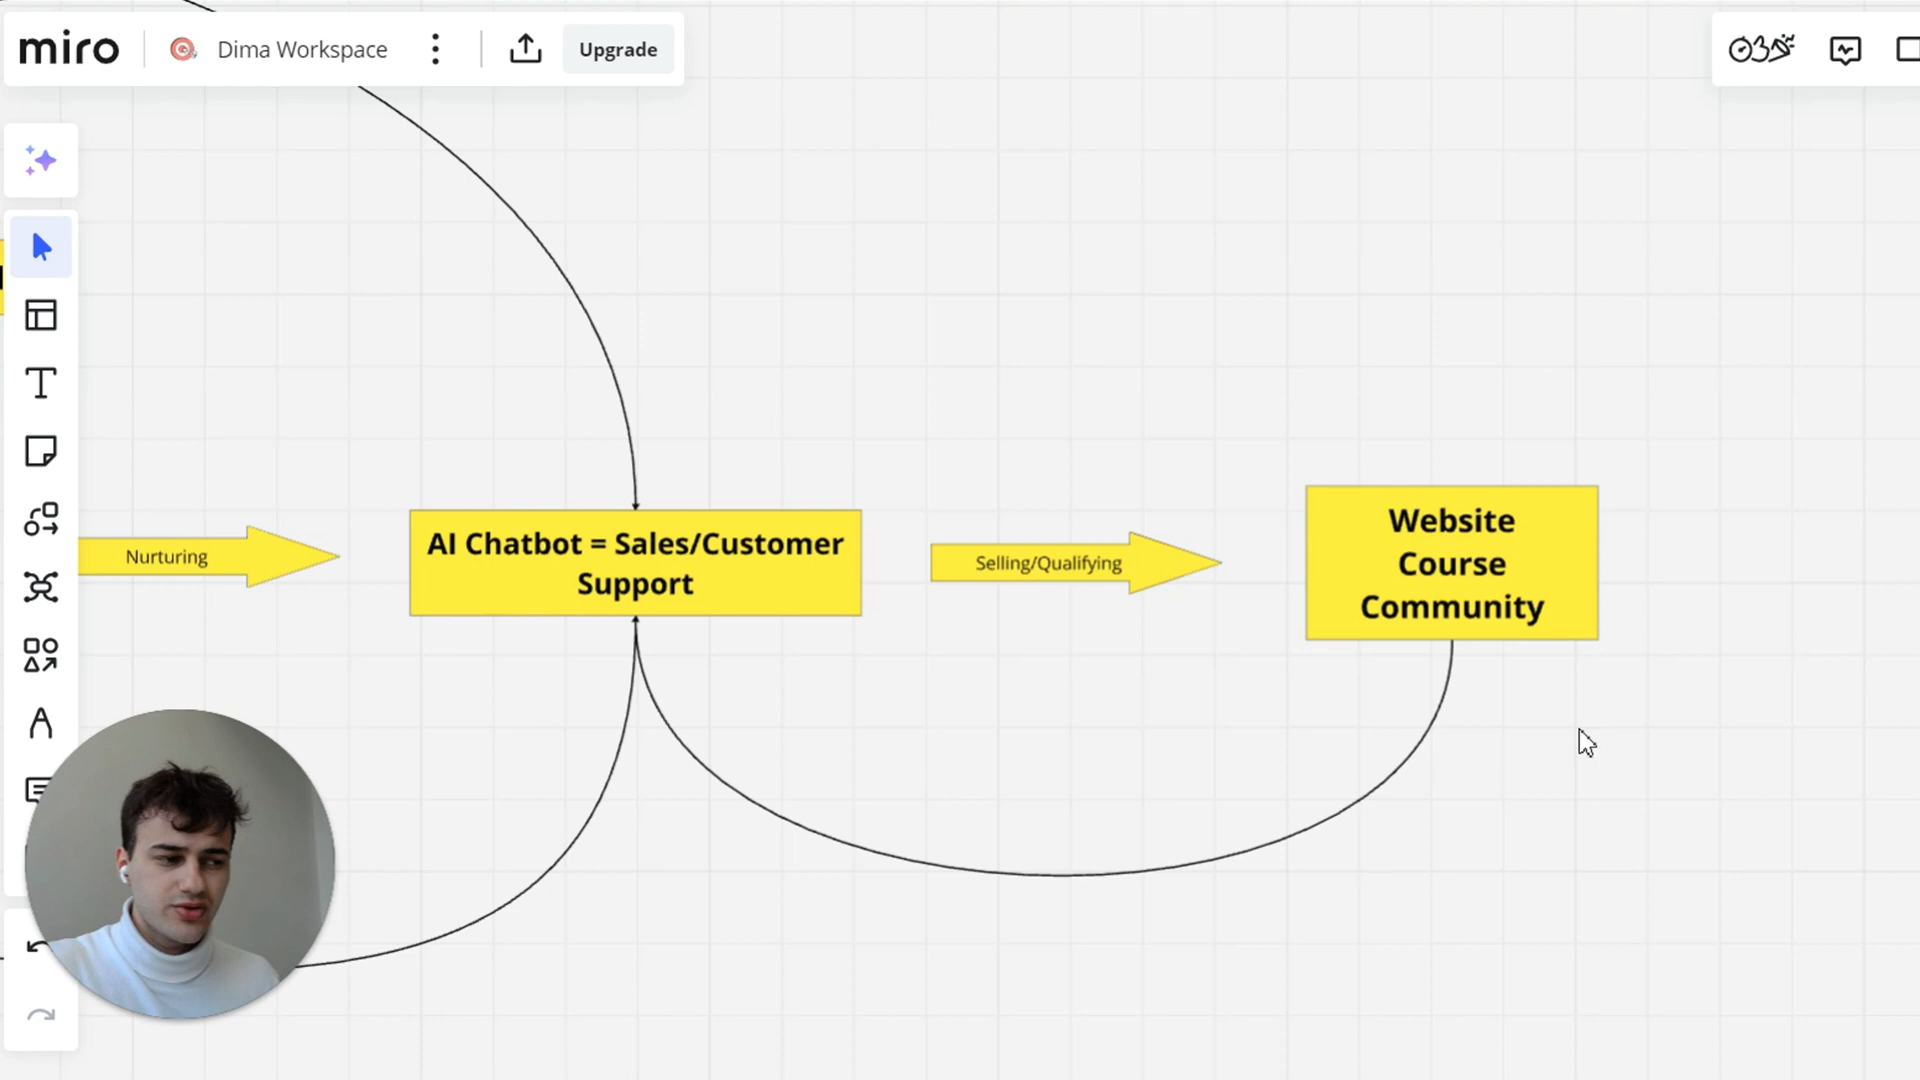 miro
Dima Workspace
Upgrade
Nurturing
AI Chatbot = Sales/Customer
Support
Selling/Qualifying
Website
Course
Community